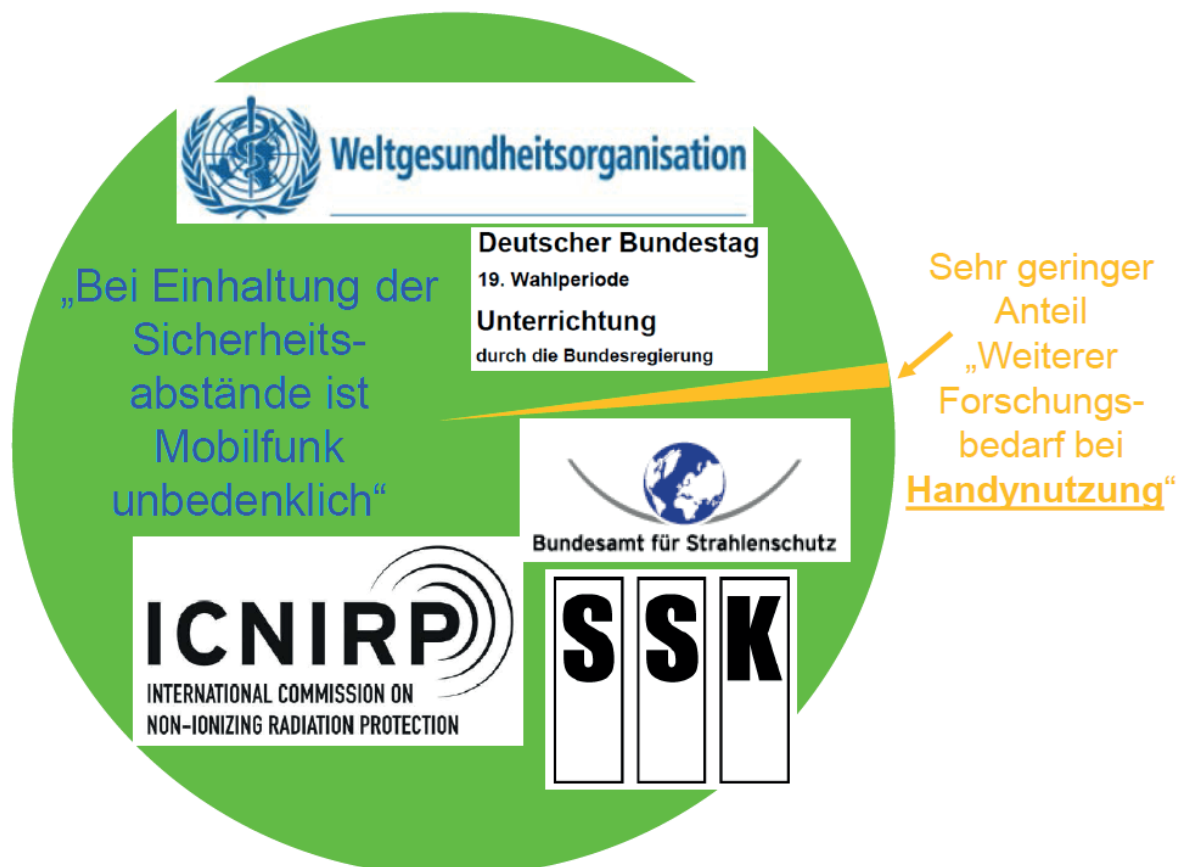 Weltgesundheitsorganisation
Deutscher Bundestag
19. Wahlperiode
Unterrichtung
durch die Bundesregierung
„Bei Einhaltung der
Sicherheits-
abstände ist
Mobilfunk
unbedenklich“
Sehr geringer
Anteil
„Weiterer
Forschungs-
bedarf bei
Handynutzung“
Bundesamt für Strahlenschutz
ICNIRP
INTERNATIONAL COMMISSION ON
NON-IONIZING RADIATION PROTECTION
SSK